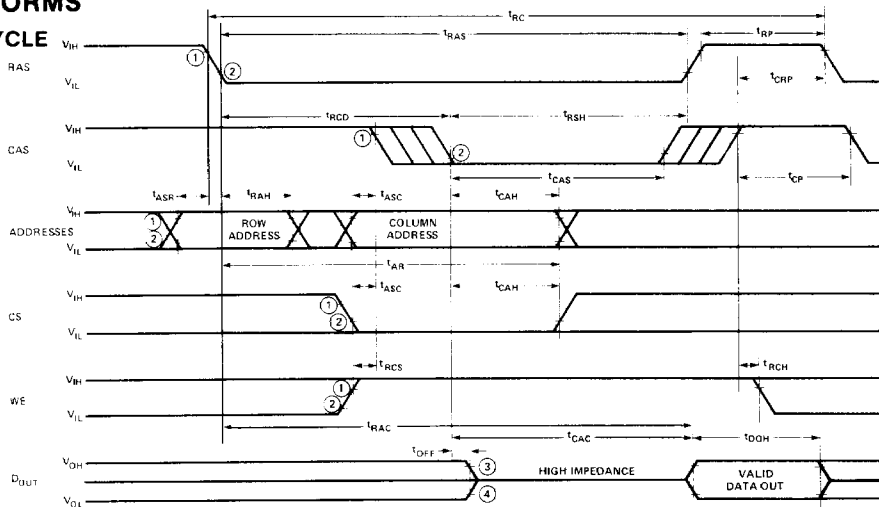 ORMS
YCLE
tRC
tRAS
tRP
RAS
VIH
VIL
1
2
tCRP
tRCD
tRSH
CAS
VIH
VIL
1
2
tCAS
tCP
tASR
tRAH
tASC
tCAH
ADDRESSES
VIH
VIL
1
2
ROW
ADDRESS
COLUMN
ADDRESS
tAR
tASC
tCAH
CS
VIH
VIL
1
2
tRCS
tRCH
WE
VIH
VIL
1
2
tRAC
tCAC
tOFF
tDOH
DOUT
VOH
VOL
3
4
HIGH IMPEDANCE
VALID
DATA OUT